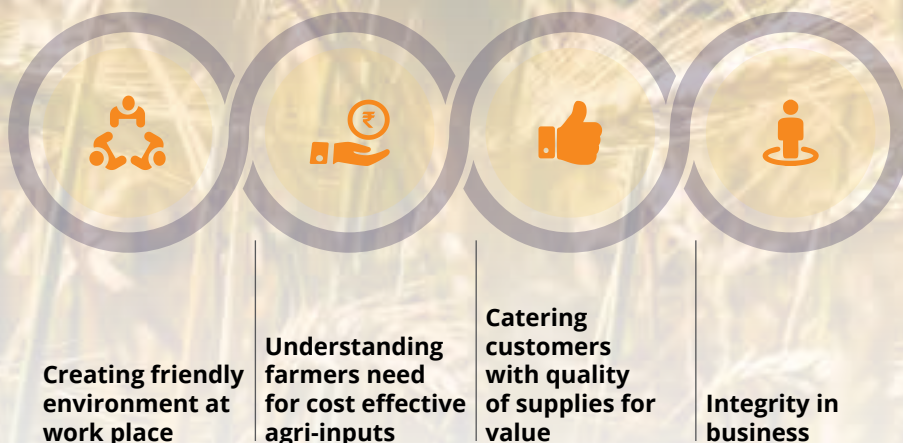 ₹
Creating friendly
environment at
work place
Understanding
farmers need
for cost effective
agri-inputs
Catering
customers
with quality
of supplies for
value
Integrity in
business